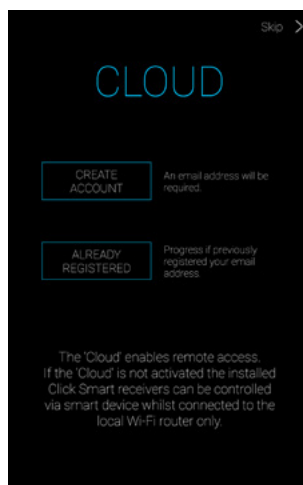 Skip >
CLOUD
CREATE
ACCOUNT
An email address will be
required.
ALREADY
REGISTERED
Progress if previously
registered your email
address.
The 'Cloud' enables remote access.
If the 'Cloud' is not activated the installed
Click Smart receivers can be controlled
via smart device whilst connected to the
local Wi-Fi router only.